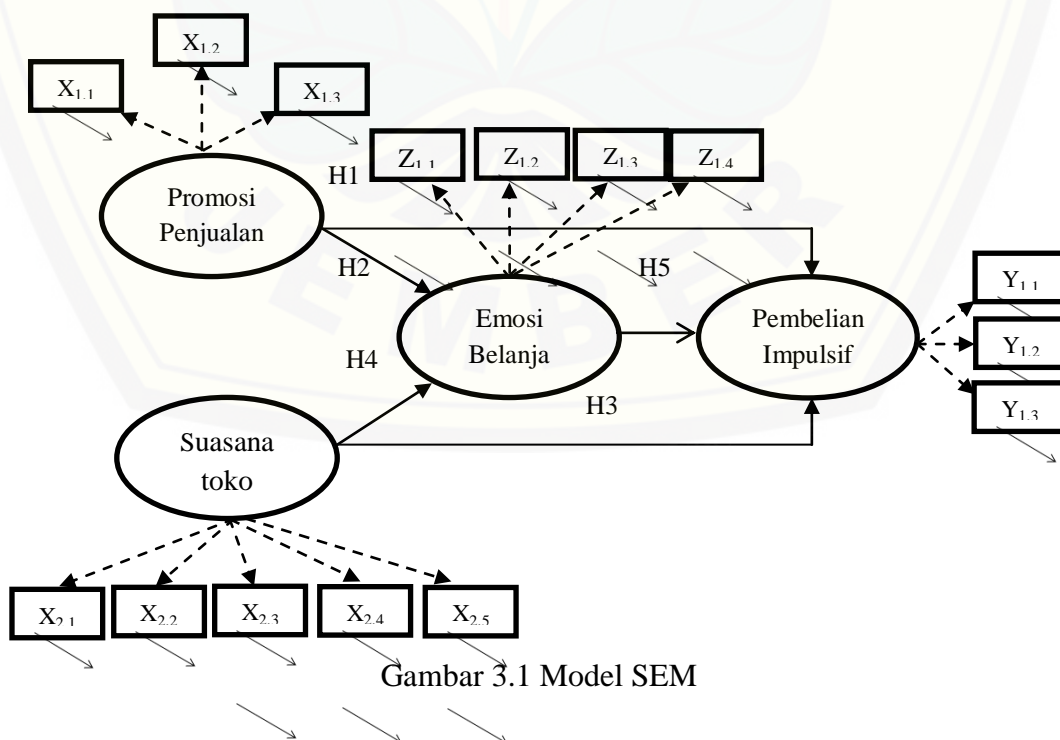 X1.1
X1.2
X1.3
Promosi
Penjualan
H1
Z1.1
Z1.2
Z1.3
Z1.4
H2
H5
Emosi
Belanja
Pembelian
Impulsif
Y1.1
Y1.2
Y1.3
H4
H3
Suasana
toko
X2.1
X2.2
X2.3
X2.4
X2.5
Gambar 3.1 Model SEM